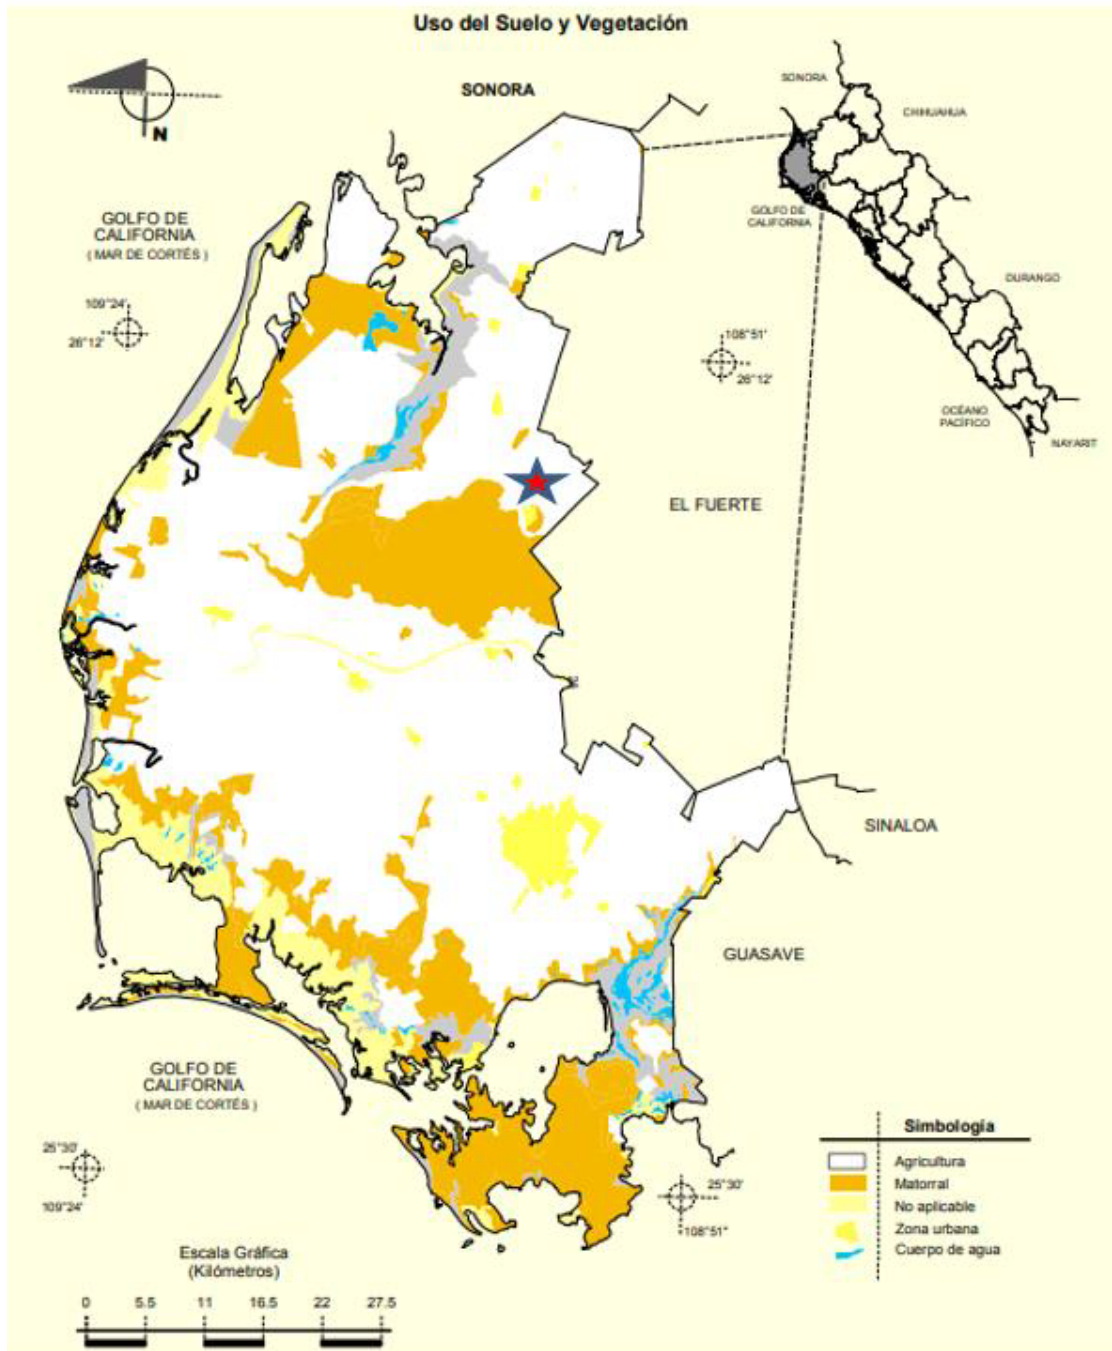 Uso del Suelo y Vegetación
SONORA
N
SONORA
CHIHUAHUA
GOLFO DE
CALIFORNIA
DURANGO
OCÉANO
PACÍFICO
NAYARIT
GOLFO DE
CALIFORNIA
( MAR DE CORTÉS )
109°24'
26°12'
108°51'
26°12'
EL FUERTE
SINALOA
GUASAVE
GOLFO DE
CALIFORNIA
( MAR DE CORTÉS )
25°30'
109°24'
25°30'
108°51"
Simbología
Agricultura
Matorral
No aplicable
Zona urbana
Cuerpo de agua
Escala Gráfica
(Kilómetros)
0 5.5 11 16.5 22 27.5